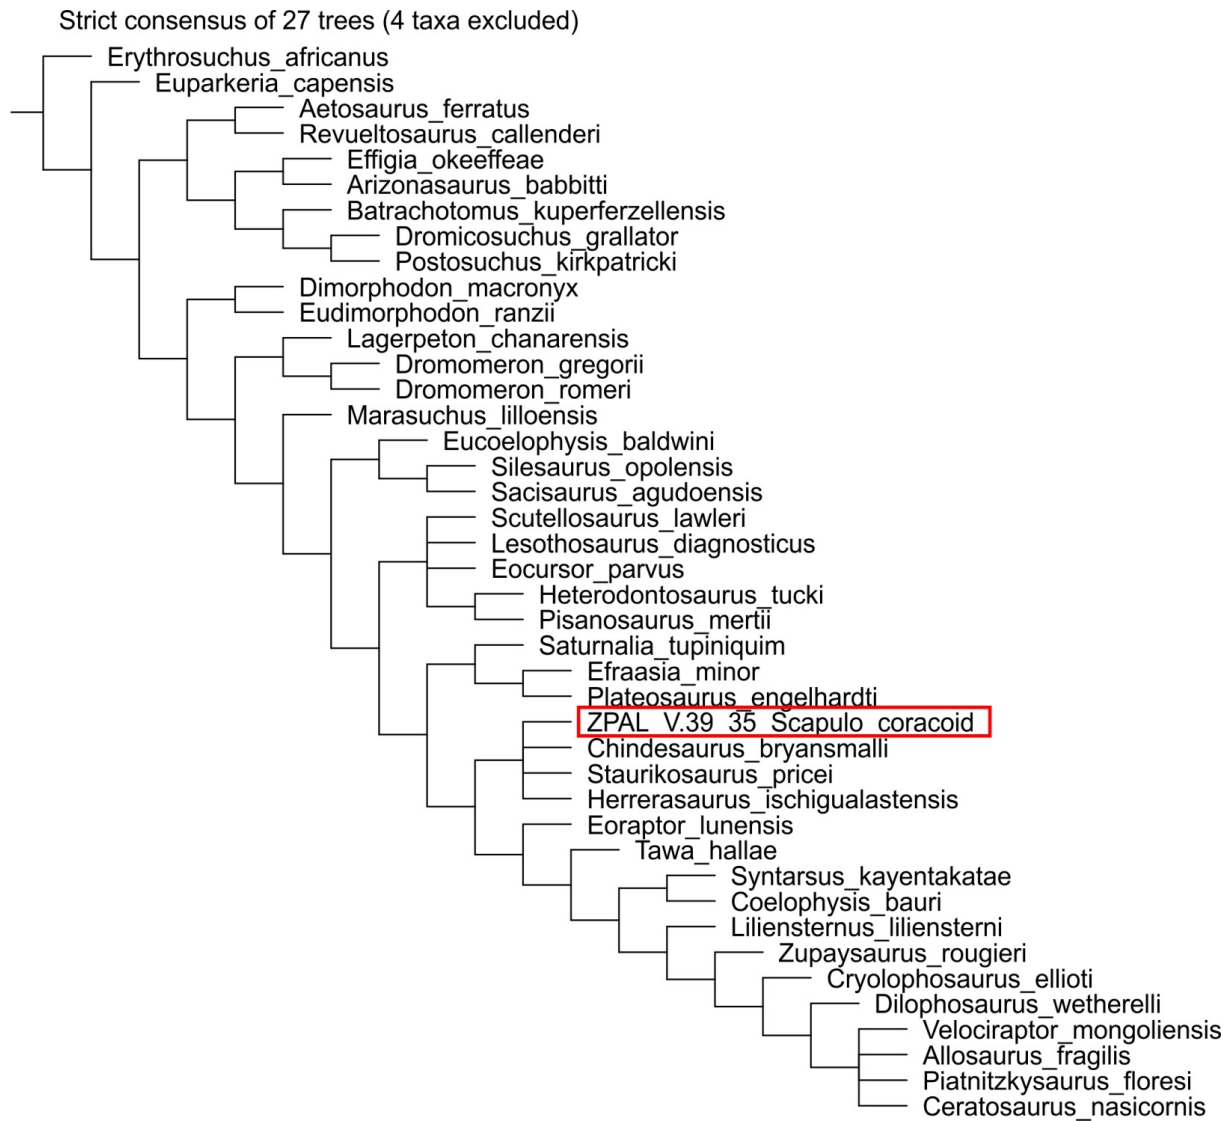 Strict consensus of 27 trees (4 taxa excluded)
Erythrosuchus_africanus
Euparkeria_capensis
Aetosaurus_ferratus
Revueltosaurus_callenderi
Effigia_okeeffeae
Arizonasaurus_babbitti
Batrachotomus_kuperferzellensis
Dromicosuchus_grallator
Postosuchus_kirkpatricki
Dimorphodon_macronyx
Eudimorphodon_ranzii
Lagerpeton_chanarensis
Dromomeron_gregorii
Dromomeron_romeri
Marasuchus_lilloensis
Eucoelophysis_baldwini
Silesaurus_opolensis
Sacisaurus_agudoensis
Scutellosaurus_lawleri
Lesothosaurus_diagnosticus
Eocursor_parvus
Heterodontosaurus_tucki
Pisanosaurus_mertii
Saturnalia_tupiniquim
Efraasia_minor
Plateosaurus_engelhardti
ZPAL_V.39_35_Scapulo_coracoid
Chindesaurus_bryansmalli
Staurikosaurus_pricei
Herrerasaurus_ischigualastensis
Eoraptor_lunensis
Tawa_hallae
Syntarsus_kayentakatae
Coelophysis_bauri
Liliensternus_liliensterni
Zupaysaurus_rougieri
Cryolophosaurus_ellioti
Dilophosaurus_wetherelli
Velociraptor_mongoliensis
Allosaurus_fragilis
Piatnitzkysaurus_floresi
Ceratosaurus_nasicornis